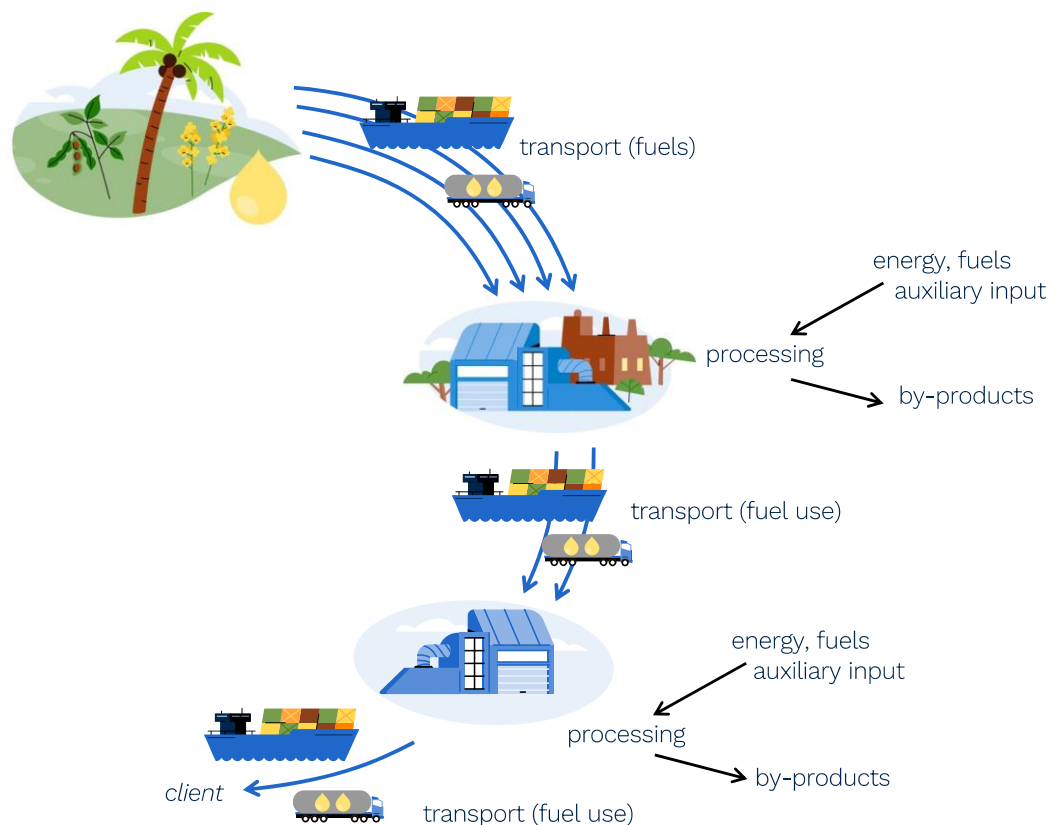 transport (fuels)
energy, fuels
auxiliary input
processing
by-products
transport (fuel use)
energy, fuels
auxiliary input
processing
by-products
client
transport (fuel use)